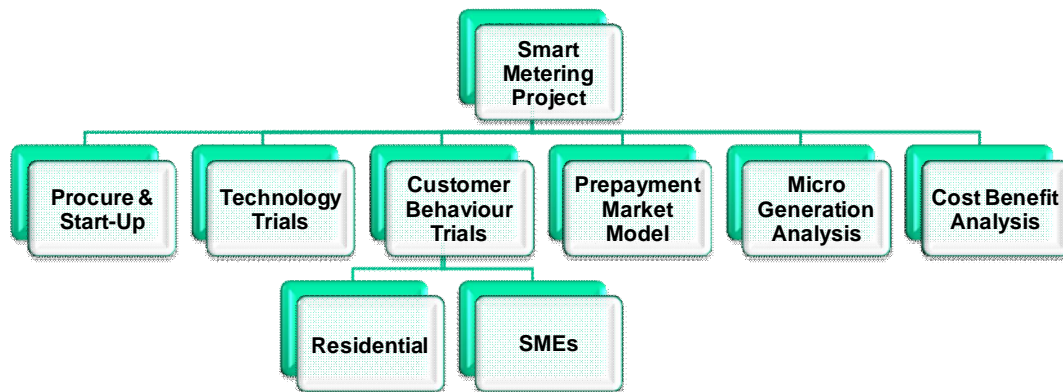 Smart
Metering
Project
Procure &
Start-Up
Technology
Trials
Customer
Behaviour
Trials
Prepayment
Market
Model
Micro
Generation
Analysis
Cost Benefit
Analysis
Residential
SMEs